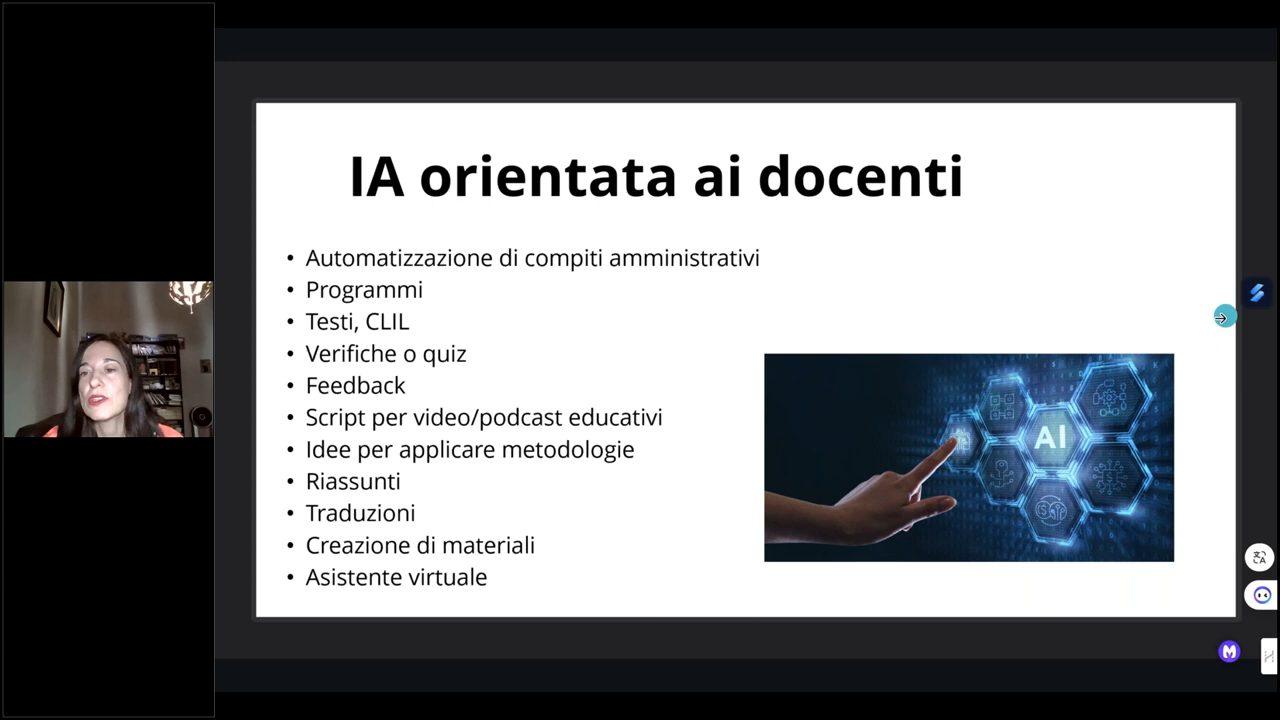 IA orientata ai docenti
• Automatizzazione di compiti amministrativi
• Programmi
• Testi, CLIL
• Verifiche o quiz
• Feedback
• Script per video/podcast educativi
• Idee per applicare metodologie
• Riassunti
• Traduzioni
• Creazione di materiali
• Asistente virtuale
AI